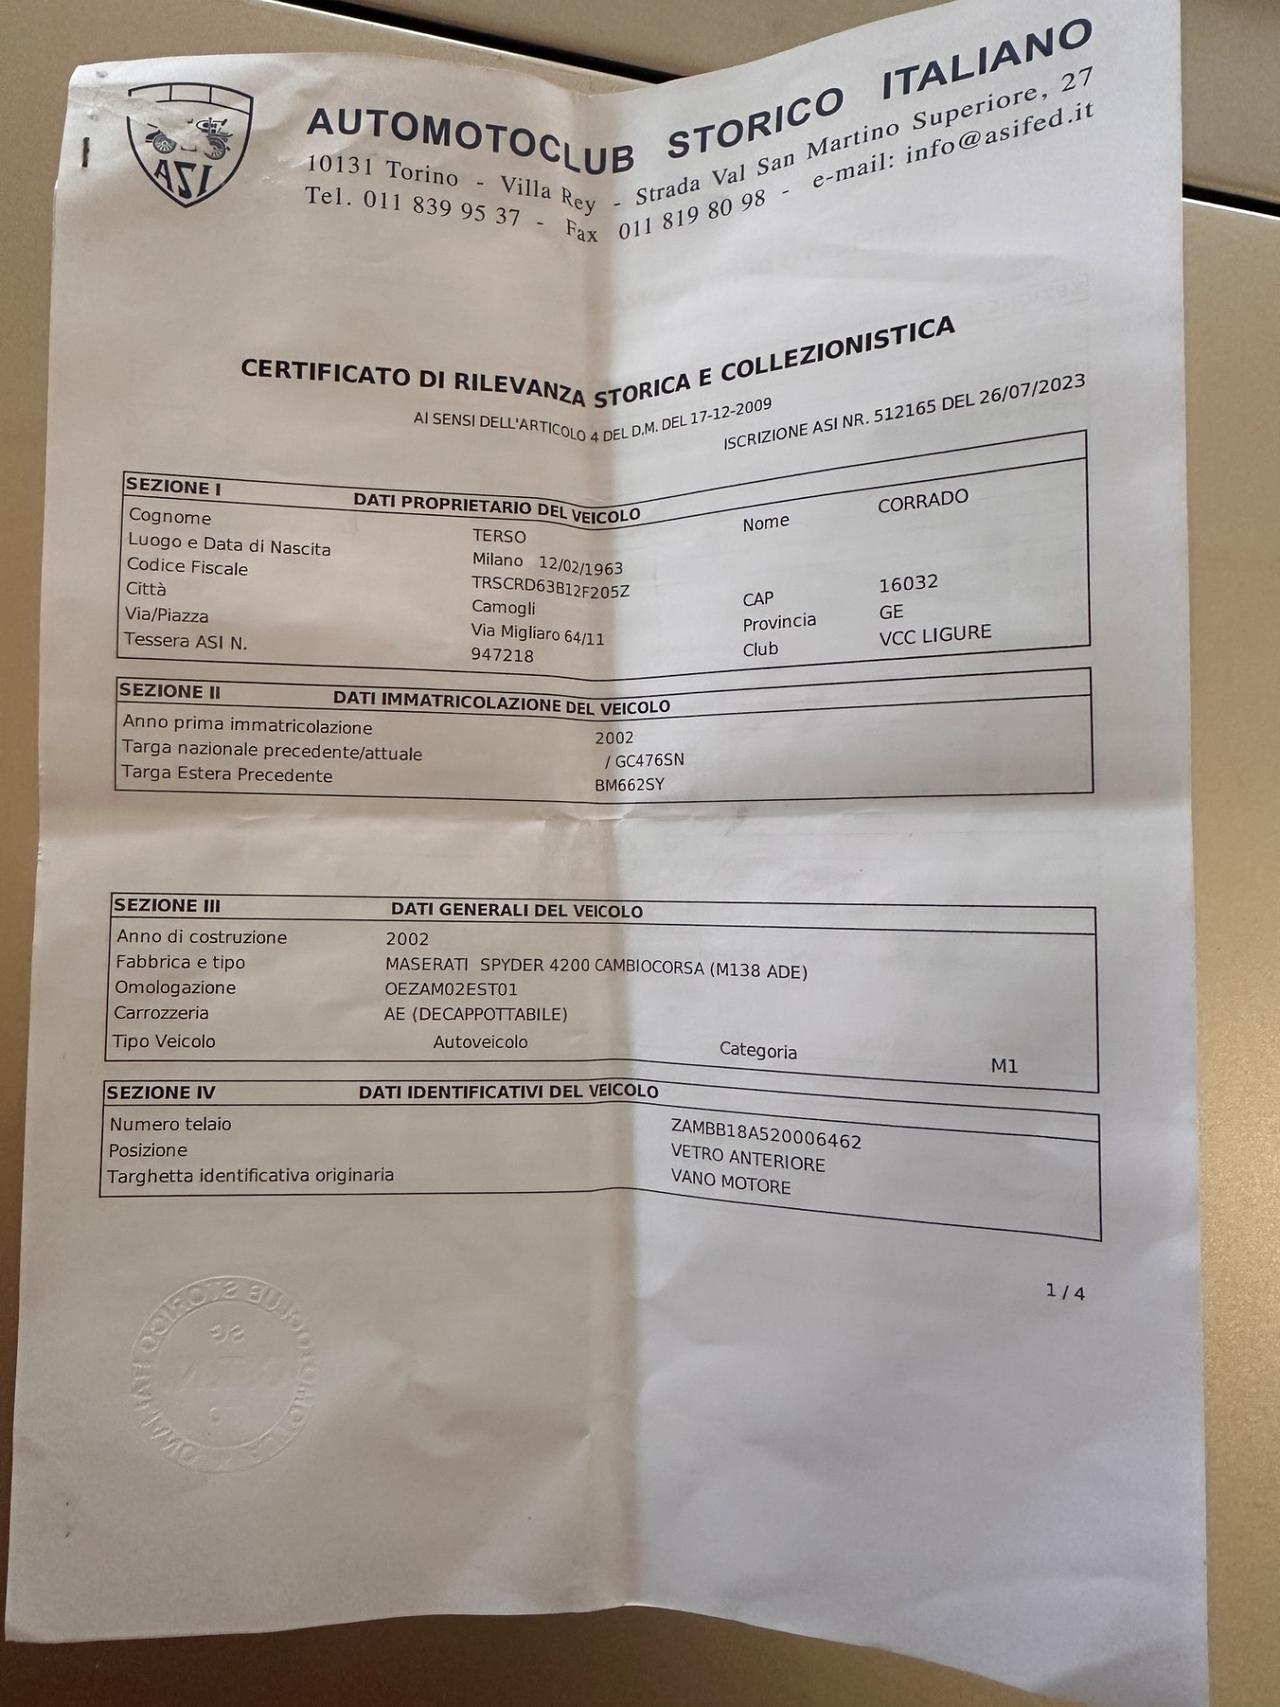 ASI
AUTOMOTOCLUB STORICO ITALIANO
10131 Torino - Villa Rey - Strada Val San Martino Superiore, 27
Tel. 011 839 95 37 - Fax 011 819 80 98 - e-mail: info@asifed.it
CERTIFICATO DI RILEVANZA STORICA E COLLEZIONISTICA
AI SENSI DELL'ARTICOLO 4 DEL D.M. DEL 17-12-2009
ISCRIZIONE ASI NR. 512165 DEL 26/07/2023
SEZIONE I DATI PROPRIETARIO DEL VEICOLO
Cognome TERSO Nome CORRADO
Luogo e Data di Nascita Milano 12/02/1963
Codice Fiscale TRSCRD63B12F205Z
Città Camogli CAP 16032
Via/Piazza Via Migliaro 64/11 Provincia GE
Tessera ASI N. 947218 Club VCC LIGURE
SEZIONE II DATI IMMATRICOLAZIONE DEL VEICOLO
Anno prima immatricolazione 2002
Targa nazionale precedente/attuale / GC476SN
Targa Estera Precedente BM662SY
SEZIONE III DATI GENERALI DEL VEICOLO
Anno di costruzione 2002
Fabbrica e tipo MASERATI SPYDER 4200 CAMBIOCORSA (M138 ADE)
Omologazione OEZAM02EST01
Carrozzeria AE (DECAPPOTTABILE)
Tipo Veicolo Autoveicolo Categoria M1
SEZIONE IV DATI IDENTIFICATIVI DEL VEICOLO
Numero telaio ZAMBB18A520006462
Posizione VETRO ANTERIORE
Targhetta identificativa originaria VANO MOTORE
1 / 4
AUTOMOTOCLUB STORICO ITALIANO